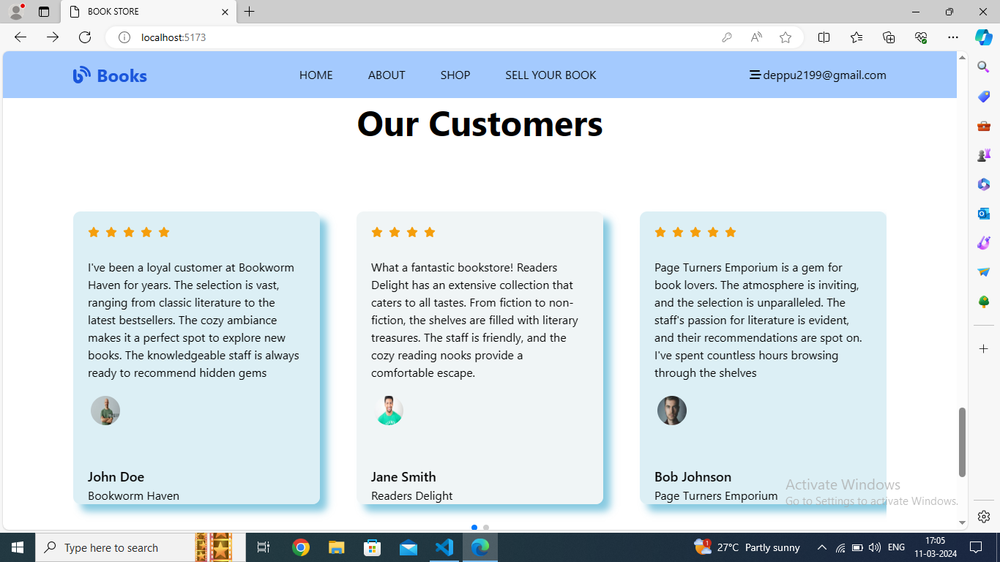 BOOK STORE
localhost:5173
Books
HOME
ABOUT
SHOP
SELL YOUR BOOK
deppu2199@gmail.com
Our Customers
I've been a loyal customer at Bookworm
Haven for years. The selection is vast,
ranging from classic literature to the
latest bestsellers. The cozy ambiance
makes it a perfect spot to explore new
books. The knowledgeable staff is always
ready to recommend hidden gems
John Doe
Bookworm Haven
What a fantastic bookstore! Readers
Delight has an extensive collection that
caters to all tastes. From fiction to non-
fiction, the shelves are filled with literary
treasures. The staff is friendly, and the
cozy reading nooks provide a
comfortable escape.
Jane Smith
Readers Delight
Page Turners Emporium is a gem for
book lovers. The atmosphere is inviting,
and the selection is unparalleled. The
staff's passion for literature is evident,
and their recommendations are spot on.
I've spent countless hours browsing
through the shelves
Bob Johnson
Page Turners Emporium
Activate Windows
Go to Settings to activate Windows.
Type here to search
1
27°C Partly sunny
ENG
17:05
11-03-2024